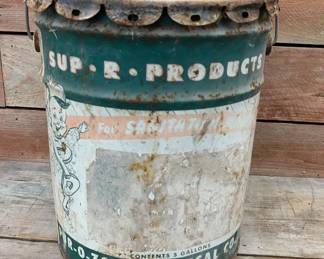 SUP·R·PRODUCTS
For SANITATION
CONTENTS 5 GALLONS